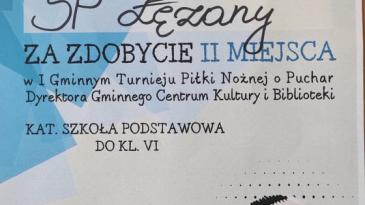 SP Łężany
ZA ZDOBYCIE II MIEJSCA
w I Gminnym Turnieju Piłki Nożnej o Puchar
Dyrektora Gminnego Centrum Kultury i Biblioteki
KAT. SZKOŁA PODSTAWOWA
DO KL. VI